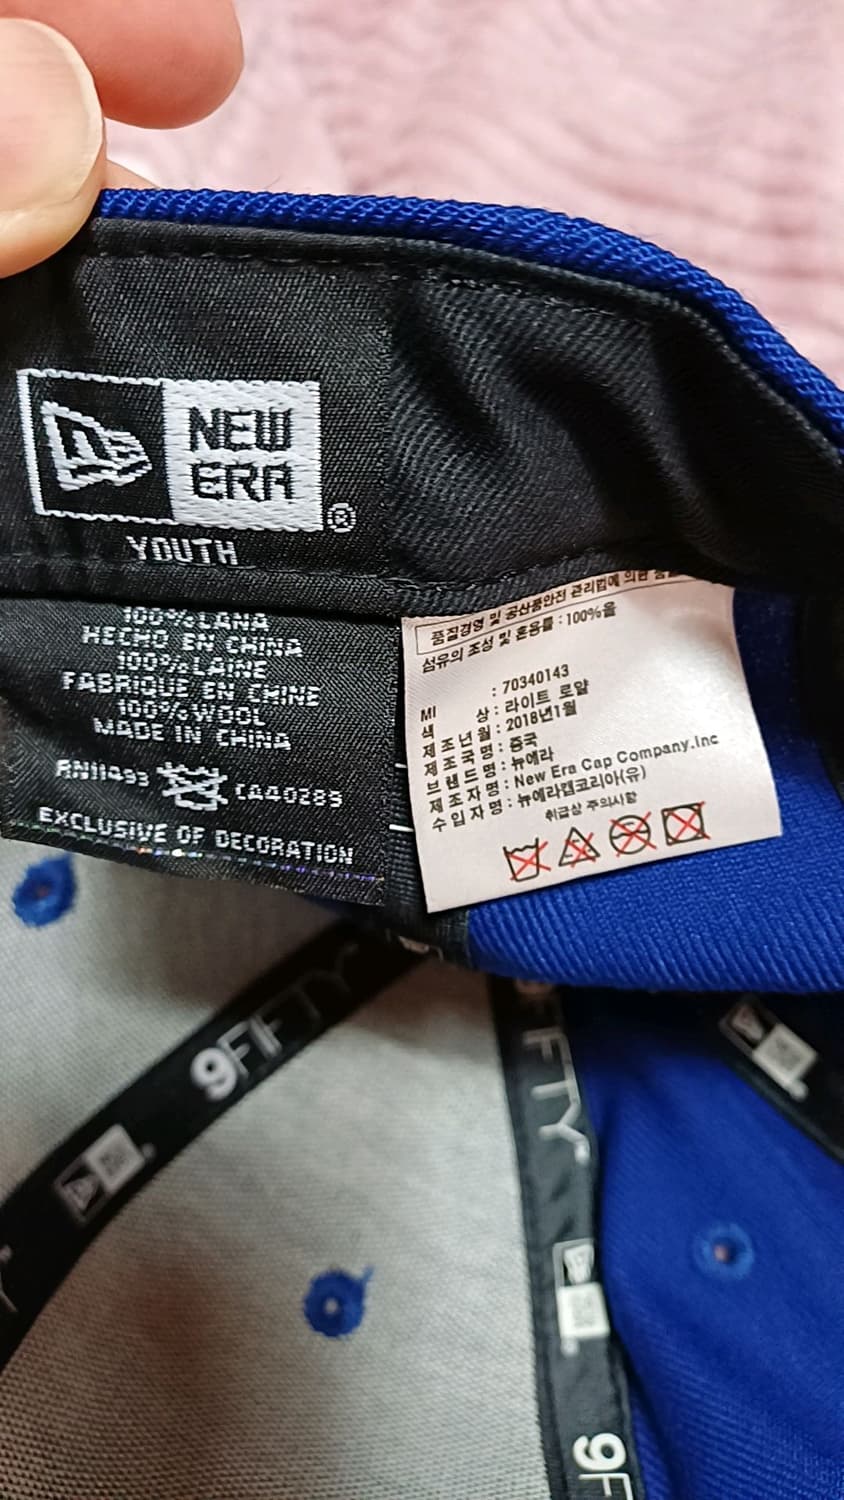 NEW
ERA
®
YOUTH
100% LANA
HECHO EN CHINA
100% LAINE
FABRIQUE EN CHINE
100% WOOL
MADE IN CHINA
RN11493 CA40289
EXCLUSIVE OF DECORATION
품질경영 및 공산품안전 관리법에 의한
섬유의 조성 및 혼용률 : 100%울
MI : 70340143
색 상 : 라이트 로얄
제 조 년 월 : 2018년1월
제 조 국 명 : 중국
브 랜 드 명 : 뉴에라
제 조 자 명 : New Era Cap Company.Inc
수 입 자 명 : 뉴에라캡코리아(유)
취급상 주의사항
9FIFTY
FTY
9F